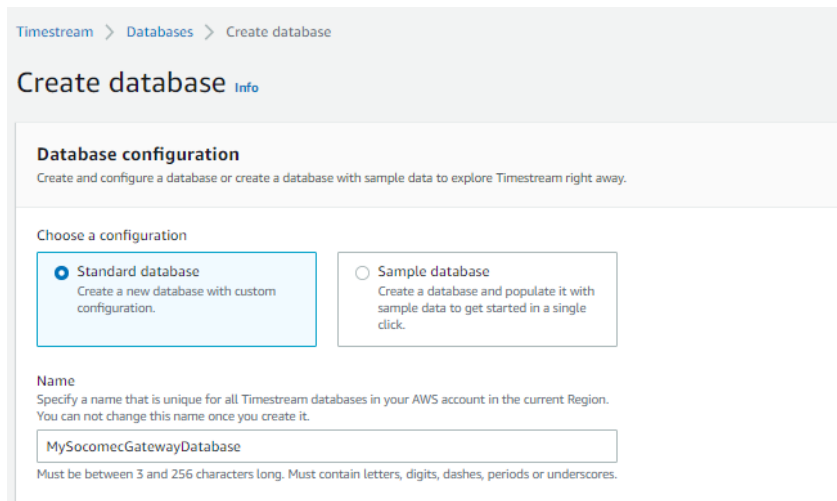 Timestream > Databases > Create database
Create database Info
Database configuration
Create and configure a database or create a database with sample data to explore Timestream right away.
Choose a configuration
Standard database
Create a new database with custom
configuration.
Sample database
Create a database and populate it with
sample data to get started in a single
click.
Name
Specify a name that is unique for all Timestream databases in your AWS account in the current Region.
You can not change this name once you create it.
MySocomecGatewayDatabase
Must be between 3 and 256 characters long. Must contain letters, digits, dashes, periods or underscores.